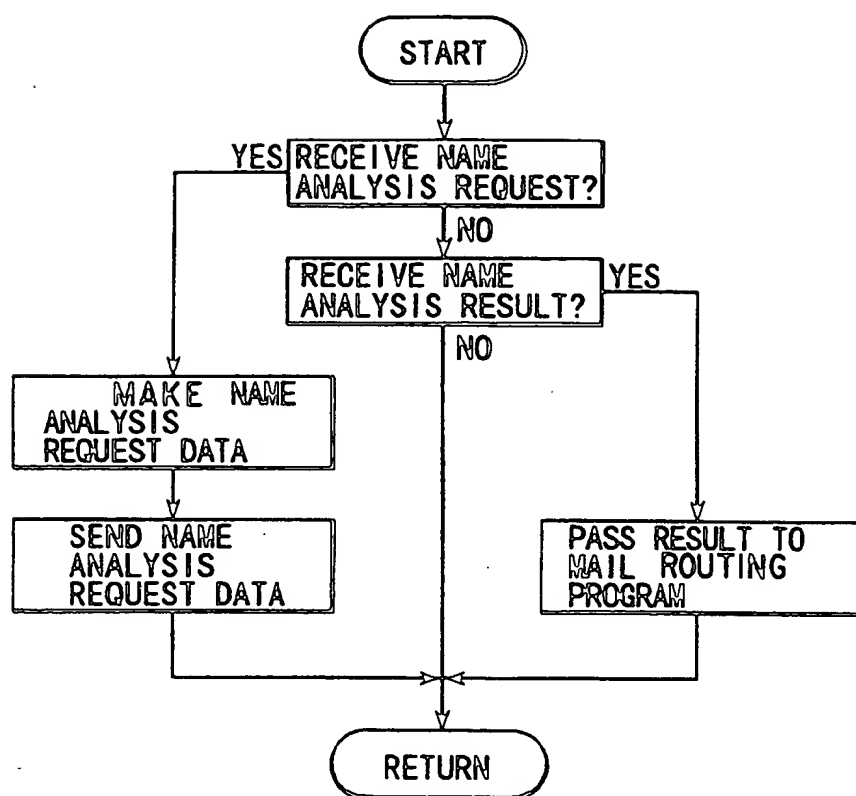 START
YES
RECEIVE NAME
ANALYSIS REQUEST?
NO
RECEIVE NAME
ANALYSIS RESULT?
YES
NO
MAKE NAME
ANALYSIS
REQUEST DATA
SEND NAME
ANALYSIS
REQUEST DATA
PASS RESULT TO
MAIL ROUTING
PROGRAM
RETURN